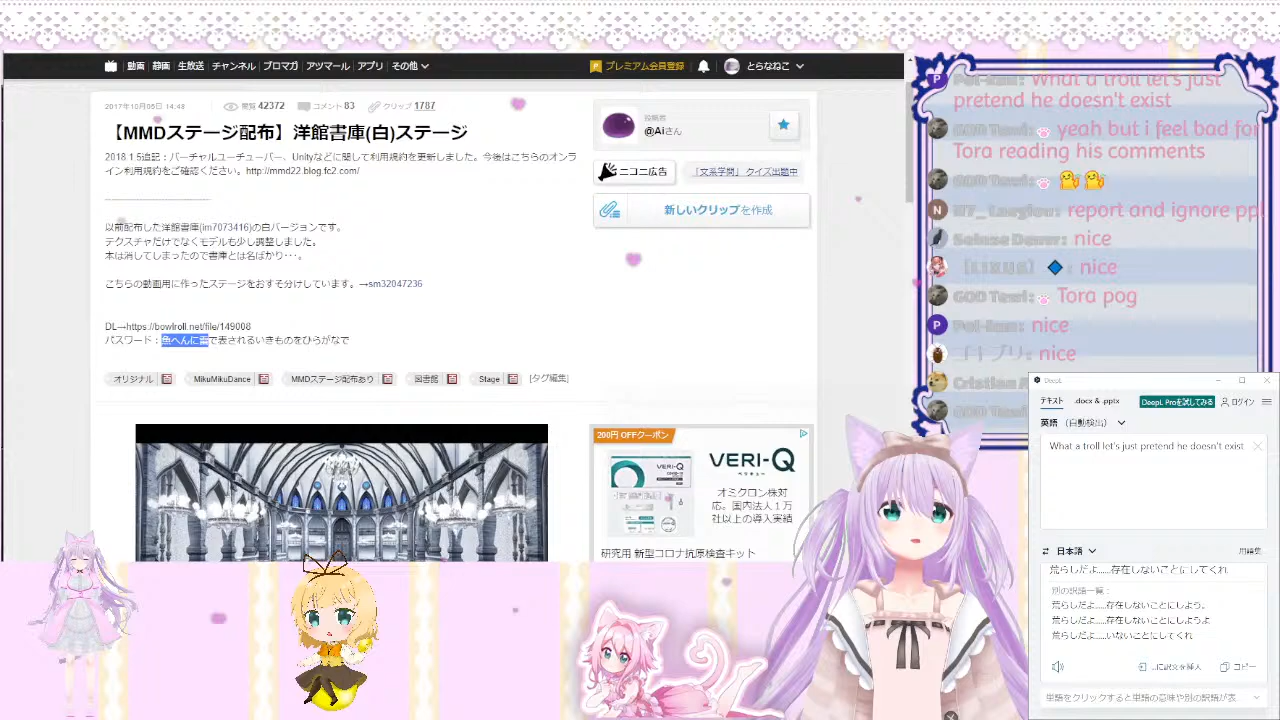 動画 静画 生放送 チャンネル ブロマガ アツマール アプリ その他
プレミアム会員登録 とらなねこ
2017年10月06日 14:48 閲覧 42372 コメント 83 クリップ 1787
【MMDステージ配布】洋館書庫(白)ステージ
2018.1.5追記：バーチャルユーチューバー、Unityなどに関して利用規約を更新しました。今後はこちらのオンラ
イン利用規約をご確認ください。http://mmd22.blog.fc2.com
以前配布した洋館書庫(im7073416)の白バージョンです。
テクスチャだけでなくモデルも少し調整しました。
本は消してしまったので書庫とは名ばかり・・・。
こちらの動画用に作ったステージをおすそ分けしています。→sm32047236
DL→https://bowlroll.net/file/149008
パスワード：魚へんに誰で表されるいきものをひらがなで
オリジナル MikuMikuDance MMDステージ配布あり 図書館 Stage [タグ編集]
投稿者
@Aiさん
ニコニ広告 「文系学問」 クイズ出題中
新しいクリップを作成
200円 OFFクーポン
VERI-Q
オミクロン株対
応。国内法人１万
社以上の導入実績
研究用 新型コロナ抗原検査キット
What a troll let's just
pretend he doesn't exist
GOD Tewi: yeah but i feel bad for
Tora reading his comments
GOD Tewi:
report and ignore ppl
nice
nice
GOD Tewi: Tora pog
nice
nice
GOD Tewi
DeepL
テキスト .docx & .pptx DeepL Proを試してみる ログイン
英語 （自動検出）
What a troll let's just pretend he doesn't exist
日本語 用語集
荒らしだよ......存在しないことにしてくれ
別の訳語一覧：
荒らしだよ......存在しないことにしよう。
荒らしだよ......存在しないことにしようよ
荒らしだよ......いないことにしてくれ
...に訳文を挿入 コピー
単語をクリックすると単語の意味や別の訳語が表